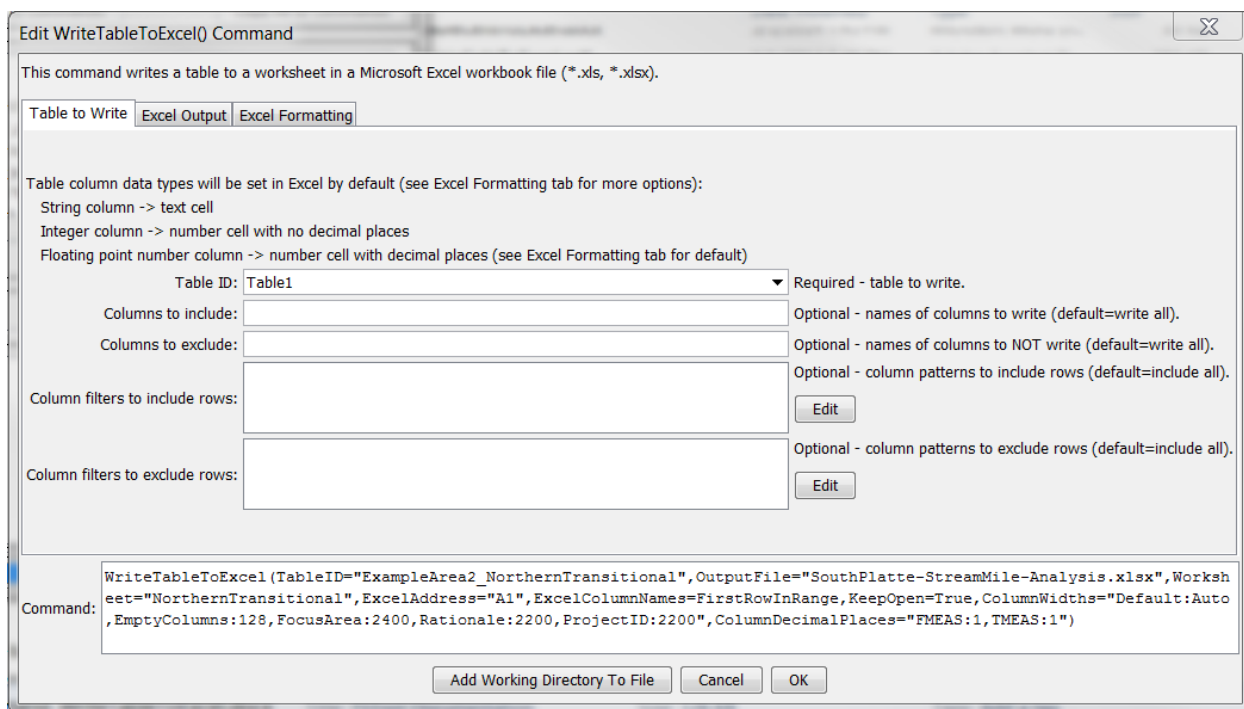 Edit WriteTableToExcel() Command
This command writes a table to a worksheet in a Microsoft Excel workbook file (*.xls, *.xlsx).
Table to Write Excel Output Excel Formatting
Table column data types will be set in Excel by default (see Excel Formatting tab for more options):
String column -> text cell
Integer column -> number cell with no decimal places
Floating point number column -> number cell with decimal places (see Excel Formatting tab for default)
Table ID: Table1 Required - table to write.
Columns to include: Optional - names of columns to write (default=write all).
Columns to exclude: Optional - names of columns to NOT write (default=write all).
Optional - column patterns to include rows (default=include all).
Column filters to include rows: Edit
Optional - column patterns to exclude rows (default=include all).
Column filters to exclude rows: Edit
WriteTableToExcel(TableID="ExampleArea2_NorthernTransitional",OutputFile="SouthPlatte-StreamMile-Analysis.xlsx",Worksh
Command: eet="NorthernTransitional",ExcelAddress="A1",ExcelColumnNames=FirstRowInRange,KeepOpen=True,ColumnWidths="Default:Auto
,EmptyColumns:128,FocusArea:2400,Rationale:2200,ProjectID:2200",ColumnDecimalPlaces="FMEAS:1,TMEAS:1")
Add Working Directory To File Cancel OK